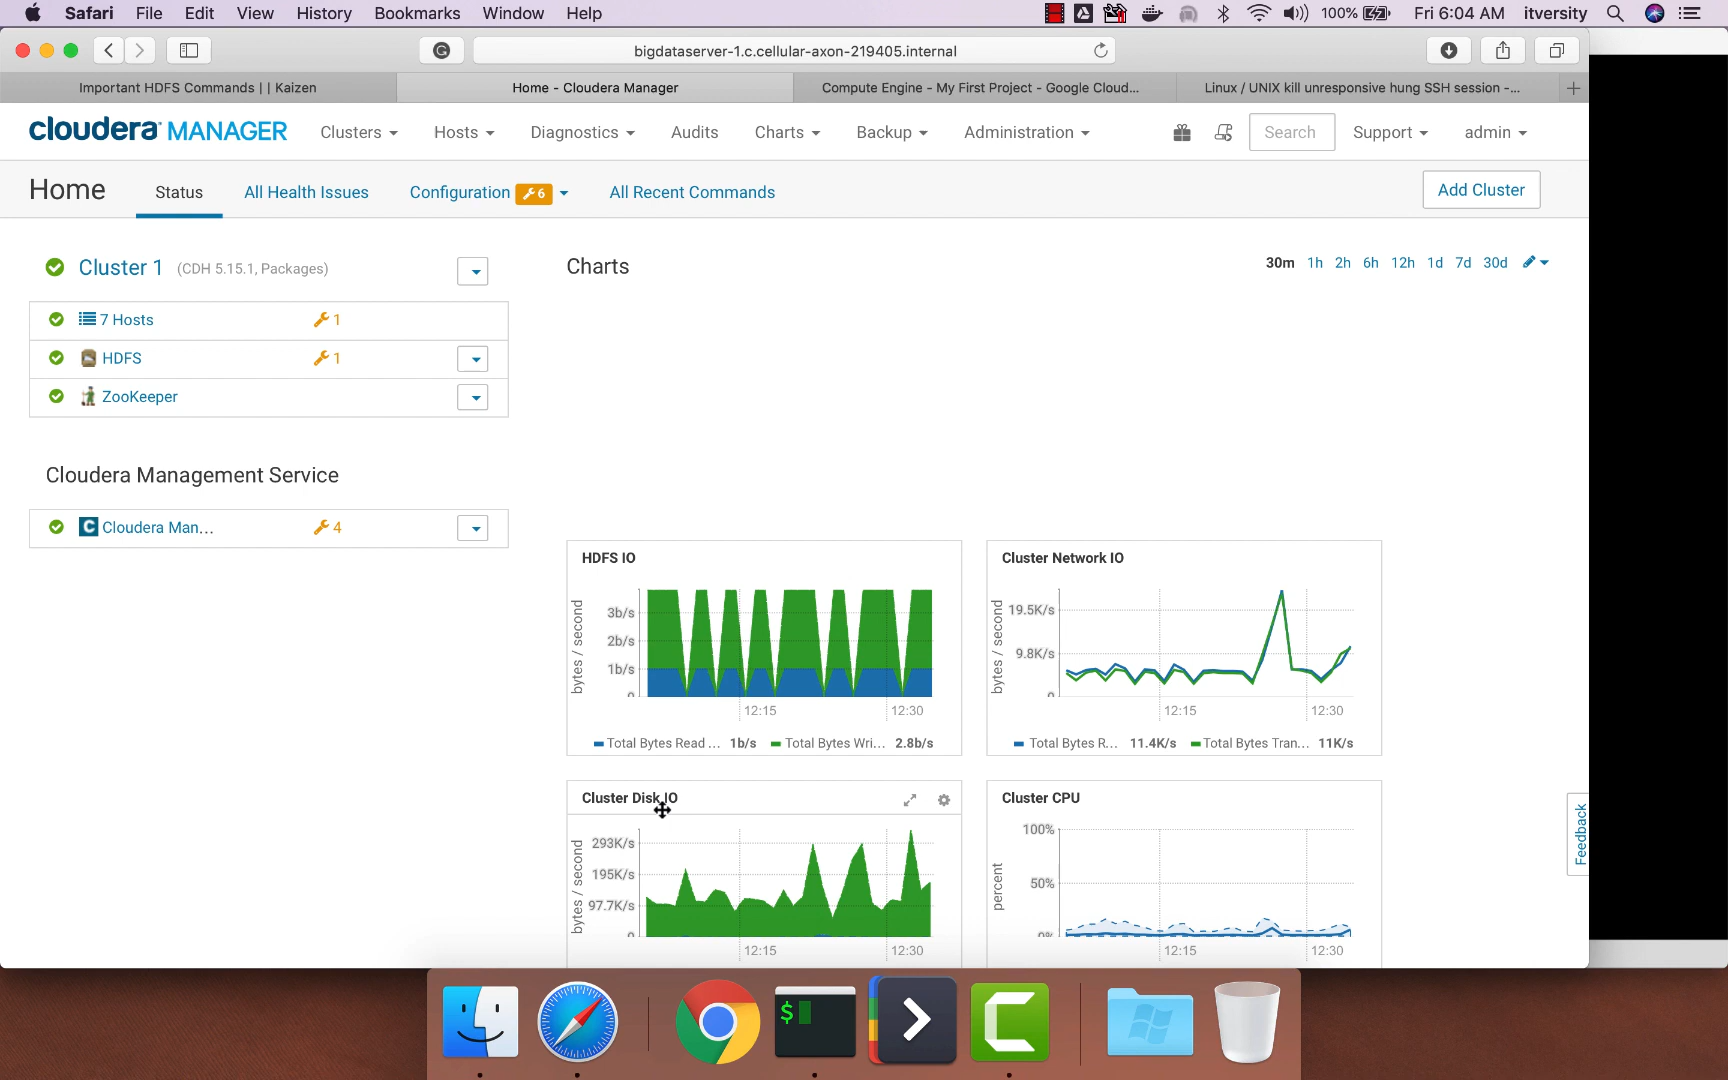 Safari File Edit View History Bookmarks Window Help 100% Fri 6:04 AM itversity
bigdataserver-1.c.cellular-axon-219405.internal
Important HDFS Commands | | Kaizen
Home - Cloudera Manager
Compute Engine - My First Project - Google Cloud...
Linux / UNIX kill unresponsive hung SSH session -...
cloudera MANAGER Clusters Hosts Diagnostics Audits Charts Backup Administration Search Support admin
Home Status All Health Issues Configuration 6 All Recent Commands Add Cluster
Cluster 1 (CDH 5.15.1, Packages)
7 Hosts 1
HDFS 1
ZooKeeper
Cloudera Management Service
Cloudera Man... 4
Charts 30m 1h 2h 6h 12h 1d 7d 30d
HDFS IO
bytes / second
3b/s
2b/s
1b/s
0
12:15 12:30
Total Bytes Read ... 1b/s Total Bytes Wri... 2.8b/s
Cluster Network IO
bytes / second
19.5K/s
9.8K/s
0
12:15 12:30
Total Bytes R... 11.4K/s Total Bytes Tran... 11K/s
Cluster Disk IO
bytes / second
293K/s
195K/s
97.7K/s
0
12:15 12:30
Cluster CPU
percent
100%
50%
0%
12:15 12:30
Feedback
$